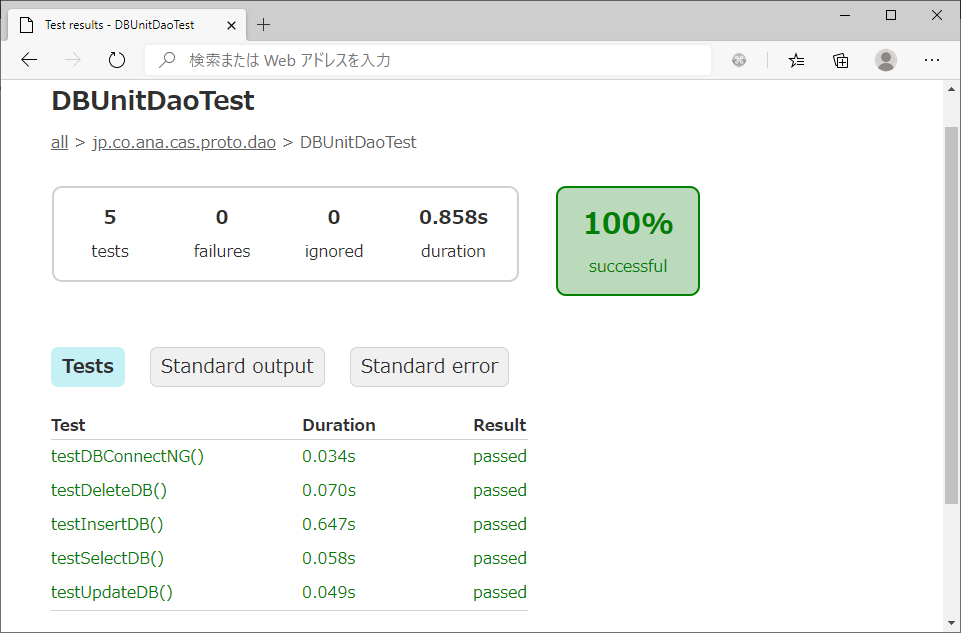 Test results - DBUnitDaoTest
検索または Web アドレスを入力
DBUnitDaoTest
all > jp.co.ana.cas.proto.dao > DBUnitDaoTest
5 0 0 0.858s
tests failures ignored duration
100%
successful
Tests Standard output Standard error
Test Duration Result
testDBConnectNG() 0.034s passed
testDeleteDB() 0.070s passed
testInsertDB() 0.647s passed
testSelectDB() 0.058s passed
testUpdateDB() 0.049s passed